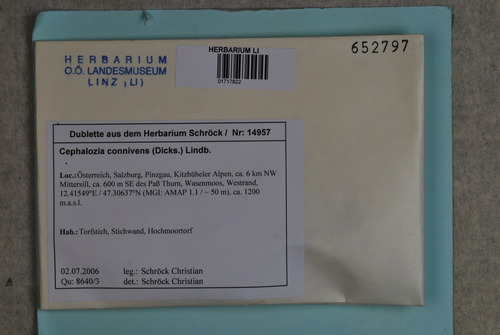 HERBARIUM
O.Ö. LANDESMUSEUM
LINZ (LI)
HERBARIUM LI
01717822
652797
Dublette aus dem Herbarium Schröck / Nr: 14957
Cephalozia connivens (Dicks.) Lindb.
Loc.:Österreich, Salzburg, Pinzgau, Kitzbüheler Alpen, ca. 6 km NW
Mittersill, ca. 600 m SE des Paß Thurn, Wasenmoos, Westrand,
12.41549°E / 47.30637°N (MGI: AMAP 1.1 / ~ 50 m), ca. 1200
m.a.s.l.
Hab.:Torfstich, Stichwand, Hochmoortorf
02.07.2006 leg.: Schröck Christian
Qu: 8640/3 det.: Schröck Christian